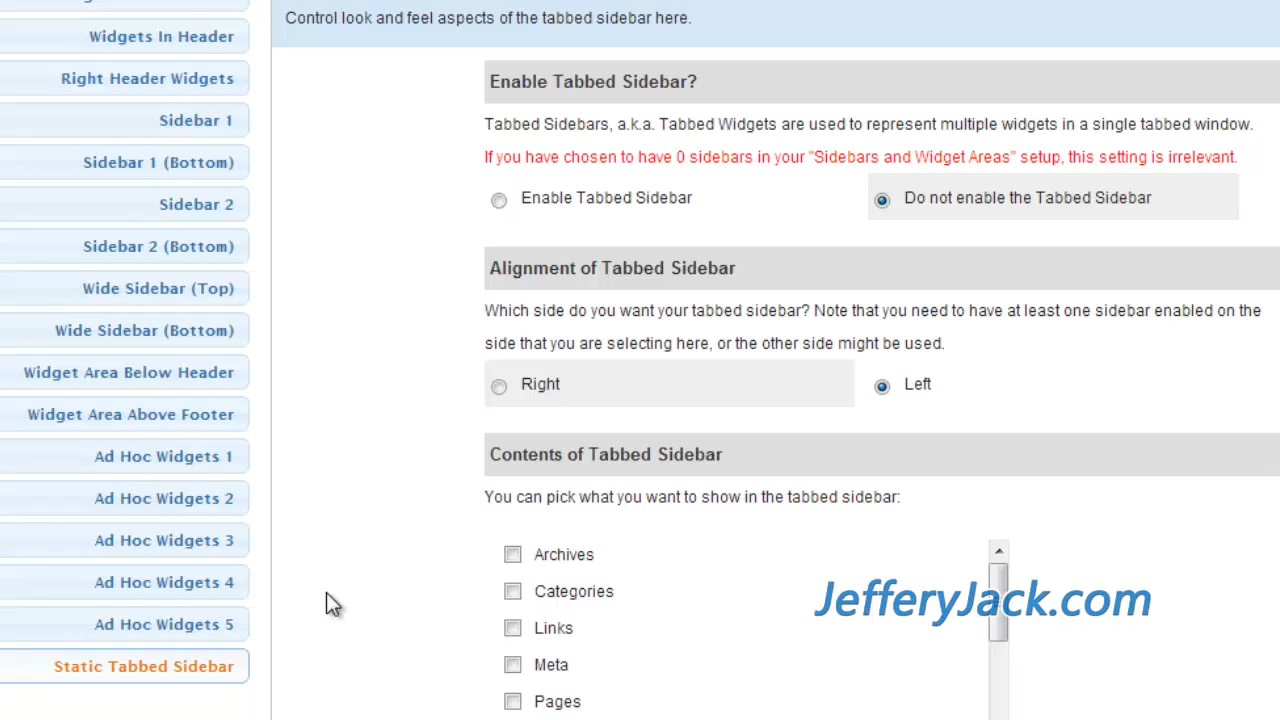 Control look and feel aspects of the tabbed sidebar here.
Widgets In Header
Right Header Widgets
Sidebar 1
Sidebar 1 (Bottom)
Sidebar 2
Sidebar 2 (Bottom)
Wide Sidebar (Top)
Wide Sidebar (Bottom)
Widget Area Below Header
Widget Area Above Footer
Ad Hoc Widgets 1
Ad Hoc Widgets 2
Ad Hoc Widgets 3
Ad Hoc Widgets 4
Ad Hoc Widgets 5
Static Tabbed Sidebar
Enable Tabbed Sidebar?
Tabbed Sidebars, a.k.a. Tabbed Widgets are used to represent multiple widgets in a single tabbed window.
If you have chosen to have 0 sidebars in your "Sidebars and Widget Areas" setup, this setting is irrelevant.
Enable Tabbed Sidebar
Do not enable the Tabbed Sidebar
Alignment of Tabbed Sidebar
Which side do you want your tabbed sidebar? Note that you need to have at least one sidebar enabled on the
side that you are selecting here, or the other side might be used.
Right
Left
Contents of Tabbed Sidebar
You can pick what you want to show in the tabbed sidebar:
Archives
Categories
Links
Meta
Pages
JefferyJack.com